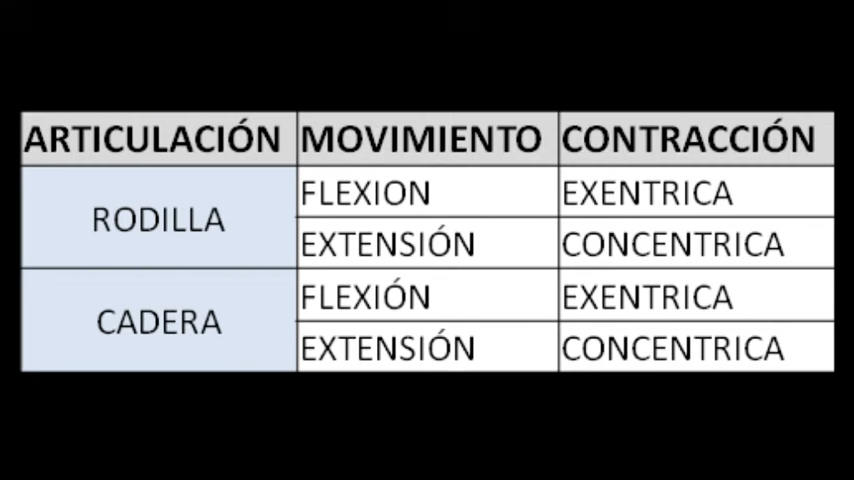 ARTICULACIÓN MOVIMIENTO CONTRACCIÓN
RODILLA
FLEXION EXENTRICA
EXTENSIÓN CONCENTRICA
CADERA
FLEXIÓN EXENTRICA
EXTENSIÓN CONCENTRICA